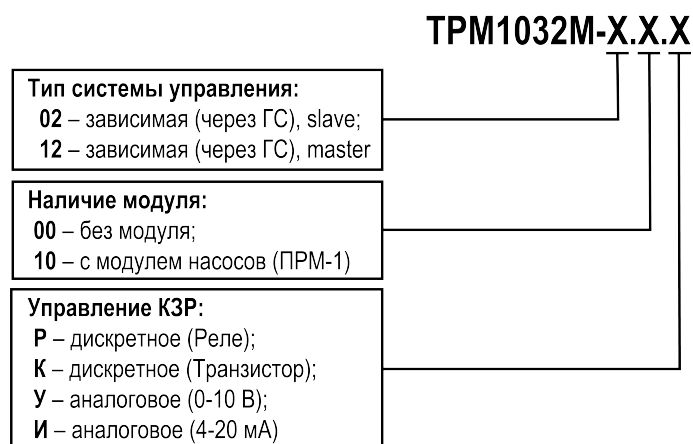 ТРМ1032М-Х.Х.Х
Тип системы управления:
02 – зависимая (через ГС), slave;
12 – зависимая (через ГС), master
Наличие модуля:
00 – без модуля;
10 – с модулем насосов (ПРМ-1)
Управление КЗР:
Р – дискретное (Реле);
К – дискретное (Транзистор);
У – аналоговое (0-10 В);
И – аналоговое (4-20 мА)